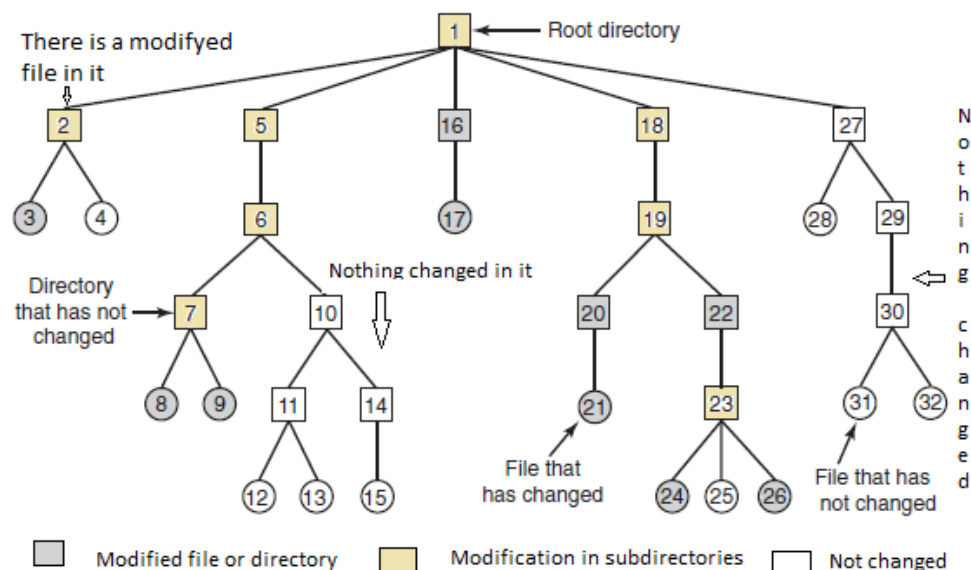 1
Root directory
There is a modifyed
file in it
2
5
16
18
27
3
4
6
17
19
28
29
Nothing changed in it
Directory
that has not
changed
7
10
20
22
30
8
9
11
14
21
23
31
32
File that
has changed
File that has
not changed
12
13
15
24
25
26
Nothing changed
Modified file or directory
Modification in subdirectories
Not changed